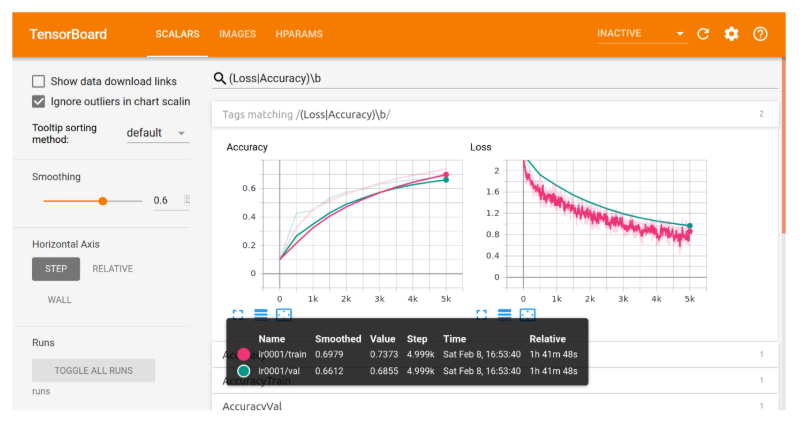 TensorBoard SCALARS IMAGES HPARAMS INACTIVE
Show data download links
Ignore outliers in chart scalin
Tooltip sorting
method: default
Smoothing
0.6
Horizontal Axis
STEP RELATIVE
WALL
Runs
TOGGLE ALL RUNS
runs
(Loss|Accuracy)\b
Tags matching /(Loss|Accuracy)\b/ 2
Accuracy
0.6
0.4
0.2
0
0 1k 2k 3k 4k 5k
Loss
2
1.6
1.2
0.8
0.4
0
0 1k 2k 3k 4k 5k
Name Smoothed Value Step Time Relative
lr0001/train 0.6979 0.7373 4.999k Sat Feb 8, 16:53:40 1h 41m 48s
lr0001/val 0.6612 0.6855 4.999k Sat Feb 8, 16:53:40 1h 41m 48s
1
AccuracyTrain 1
AccuracyVal 1